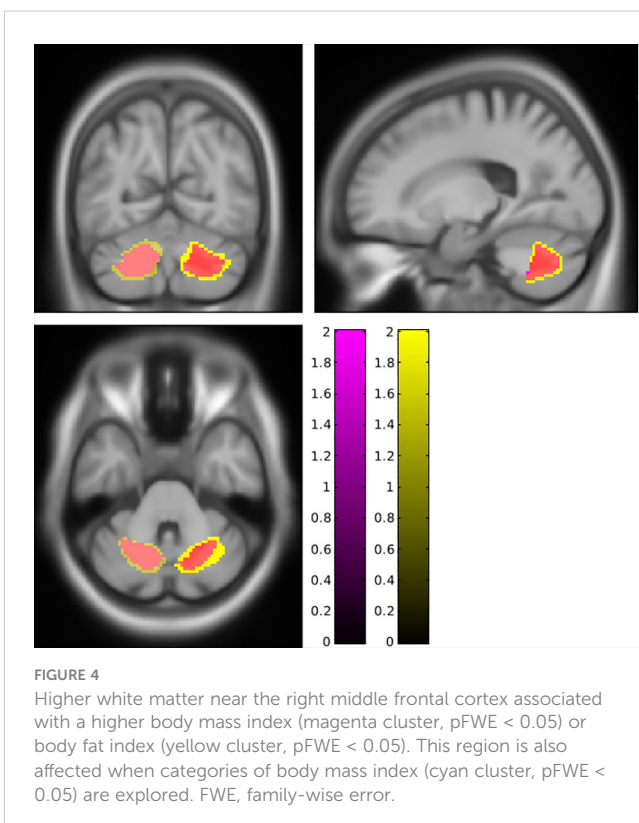 2 2
1.8 1.8
1.6 1.6
1.4 1.4
1.2 1.2
1 1
0.8 0.8
0.6 0.6
0.4 0.4
0.2 0.2
0 0
FIGURE 4
Higher white matter near the right middle frontal cortex associated
with a higher body mass index (magenta cluster, pFWE < 0.05) or
body fat index (yellow cluster, pFWE < 0.05). This region is also
affected when categories of body mass index (cyan cluster, pFWE <
0.05) are explored. FWE, family-wise error.